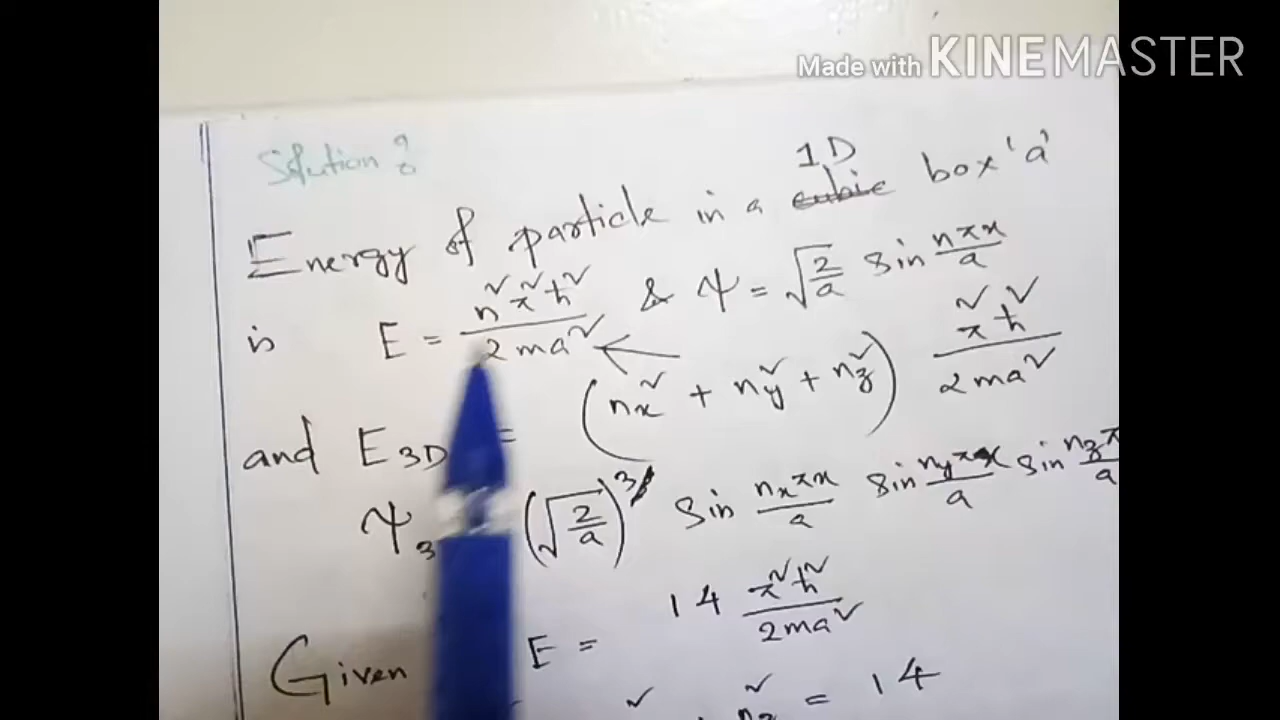 Made with KINEMASTER
Solution :
1D
Energy of particle in a cubic box 'a'
is E = n²π²ħ² / 2ma² & ψ = √(2/a) sin nπx/a
and E3D = (nx² + ny² + nz²) π²ħ² / 2ma²
ψ3 (√(2/a))³ Sin nxπx/a Sin nyπx/a Sin nzπ/a
Given E = 14 π²ħ² / 2ma²
= 14